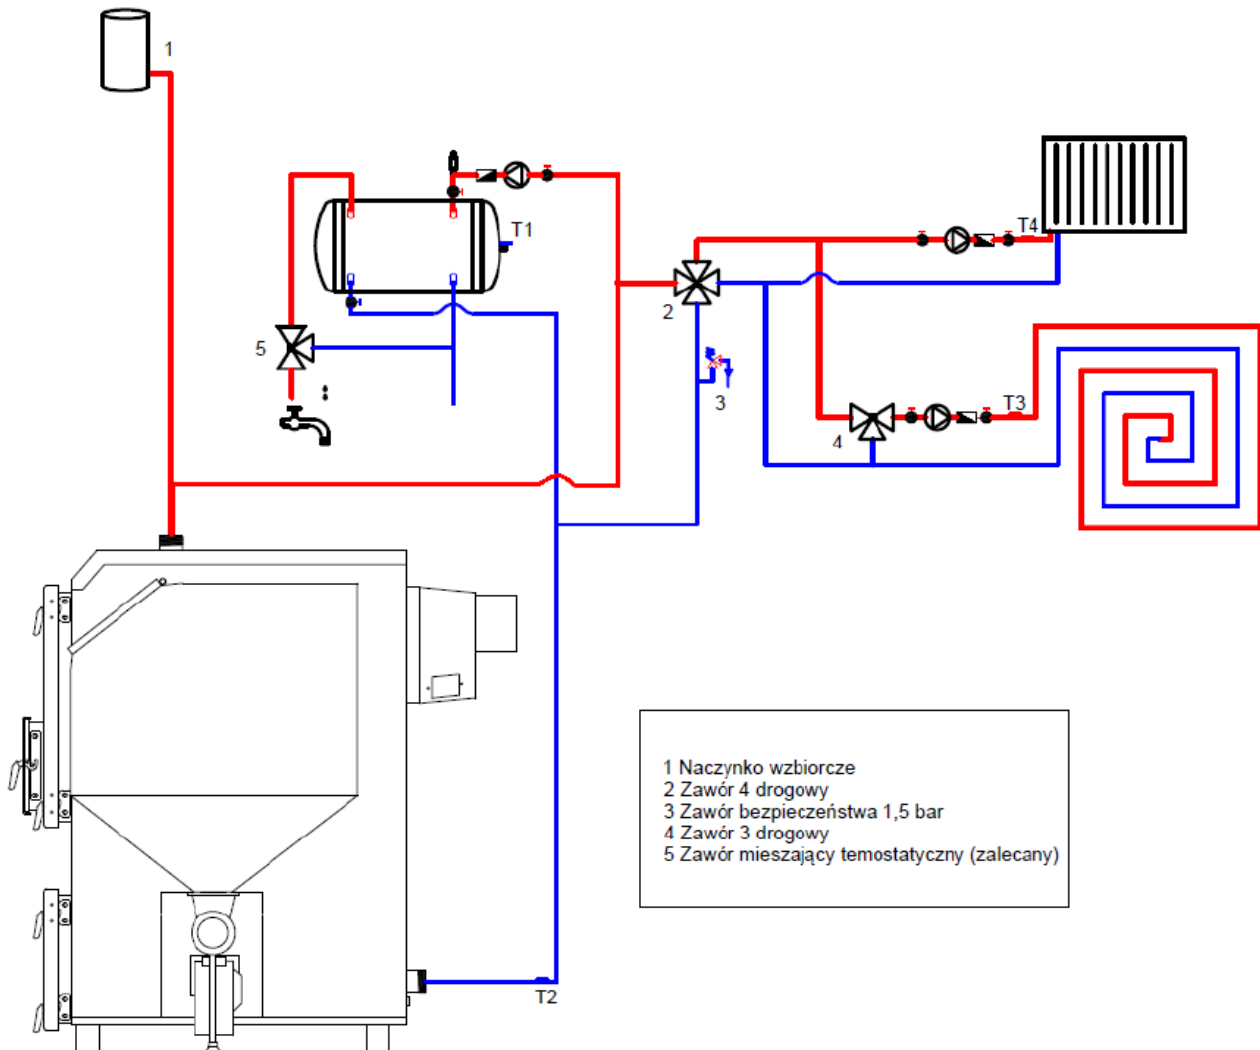 1
T1
T4
2
5
3
T3
4
T2
1 Naczynko wzbiorcze
2 Zawór 4 drogowy
3 Zawór bezpieczeństwa 1,5 bar
4 Zawór 3 drogowy
5 Zawór mieszający temostatyczny (zalecany)